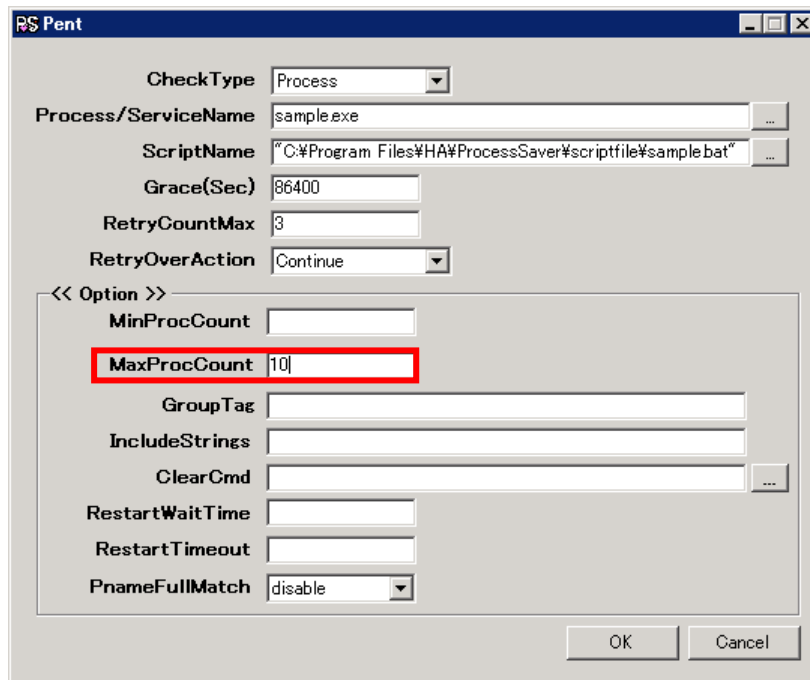 PS Pent
CheckType Process
Process/ServiceName sample.exe ...
ScriptName "C:¥Program Files¥HA¥ProcessSaver¥scriptfile¥sample.bat" ...
Grace(Sec) 86400
RetryCountMax 3
RetryOverAction Continue
<< Option >>
MinProcCount
MaxProcCount 10
GroupTag
IncludeStrings
ClearCmd ...
RestartWaitTime
RestartTimeout
PnameFullMatch disable
OK Cancel